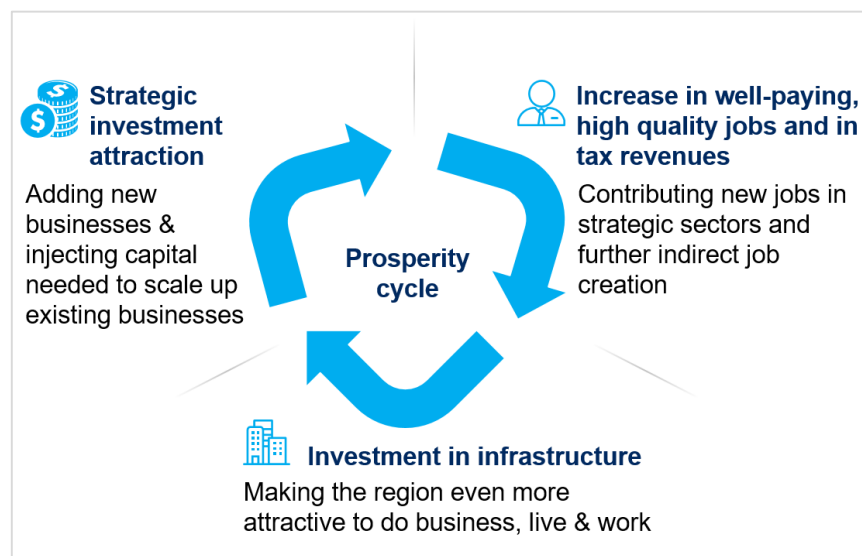 Strategic
investment
attraction
Adding new
businesses &
injecting capital
needed to scale up
existing businesses
Increase in well-paying,
high quality jobs and in
tax revenues
Contributing new jobs in
strategic sectors and
further indirect job
creation
Prosperity
cycle
Investment in infrastructure
Making the region even more
attractive to do business, live & work